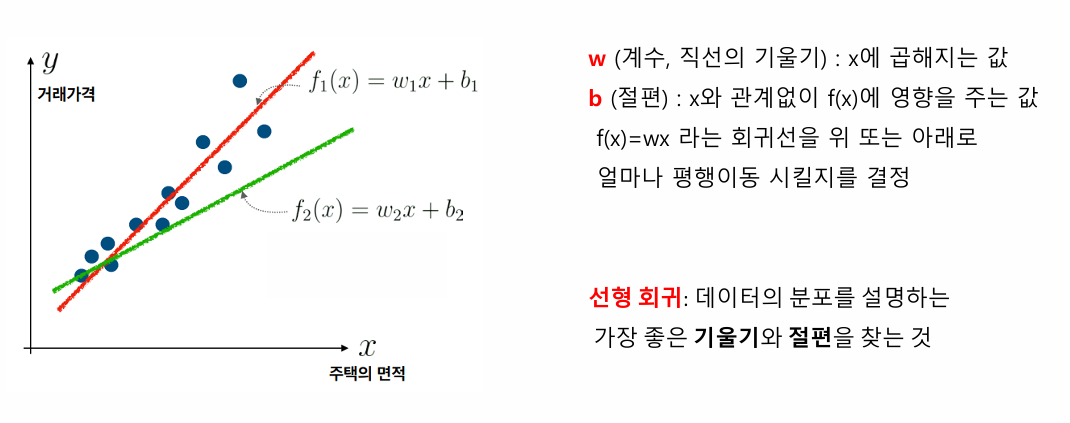 y
거래가격
f₁(x) = w₁x + b₁
f₂(x) = w₂x + b₂
x
주택의 면적
w (계수, 직선의 기울기) : x에 곱해지는 값
b (절편) : x와 관계없이 f(x)에 영향을 주는 값
f(x)=wx 라는 회귀선을 위 또는 아래로
얼마나 평행이동 시킬지를 결정
선형 회귀: 데이터의 분포를 설명하는
가장 좋은 기울기와 절편을 찾는 것